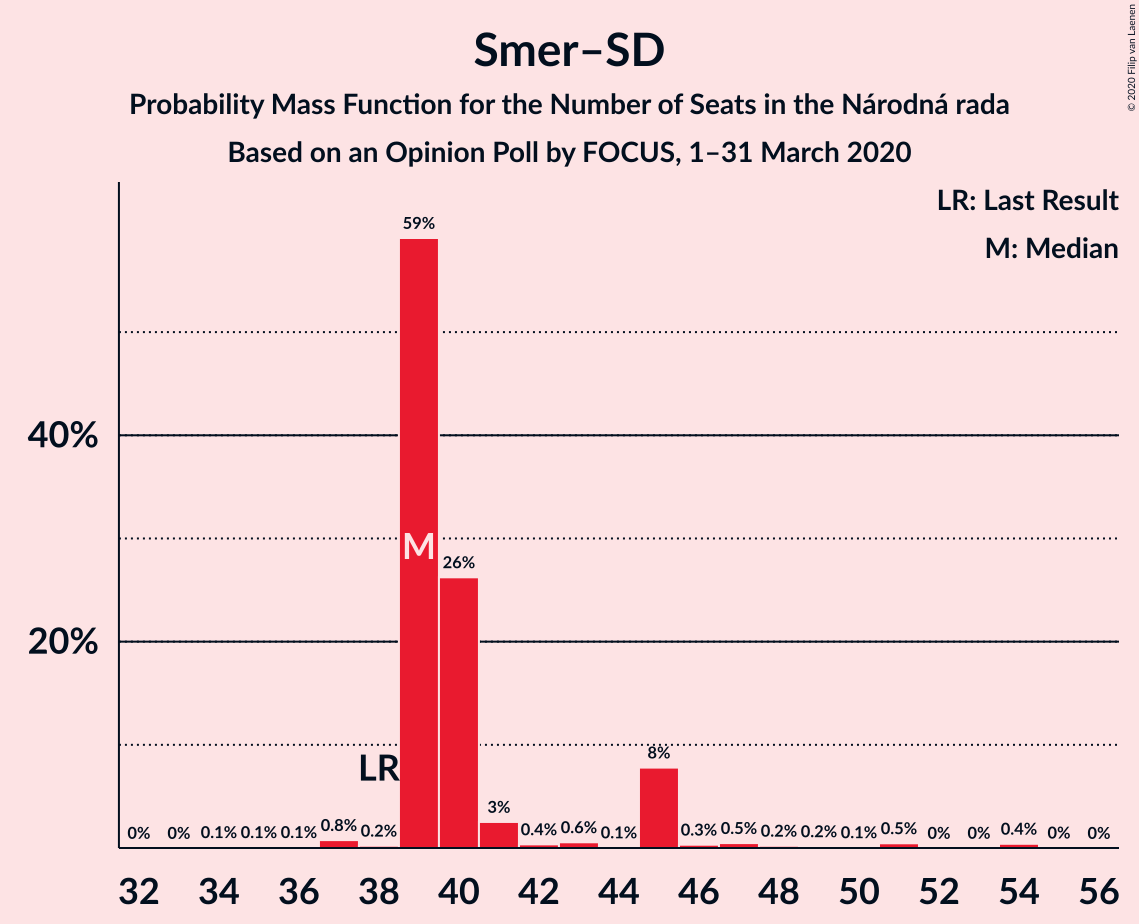 Smer–SD
Probability Mass Function for the Number of Seats in the Národná rada
Based on an Opinion Poll by FOCUS, 1–31 March 2020
© 2020 Filip van Laenen
LR: Last Result
M: Median
40%
20%
0% 0% 0.1% 0.1% 0.1% 0.8% 0.2% 59% 26% 3% 0.4% 0.6% 0.1% 8% 0.3% 0.5% 0.2% 0.2% 0.1% 0.5% 0% 0% 0.4% 0% 0%
LR
M
32 34 36 38 40 42 44 46 48 50 52 54 56